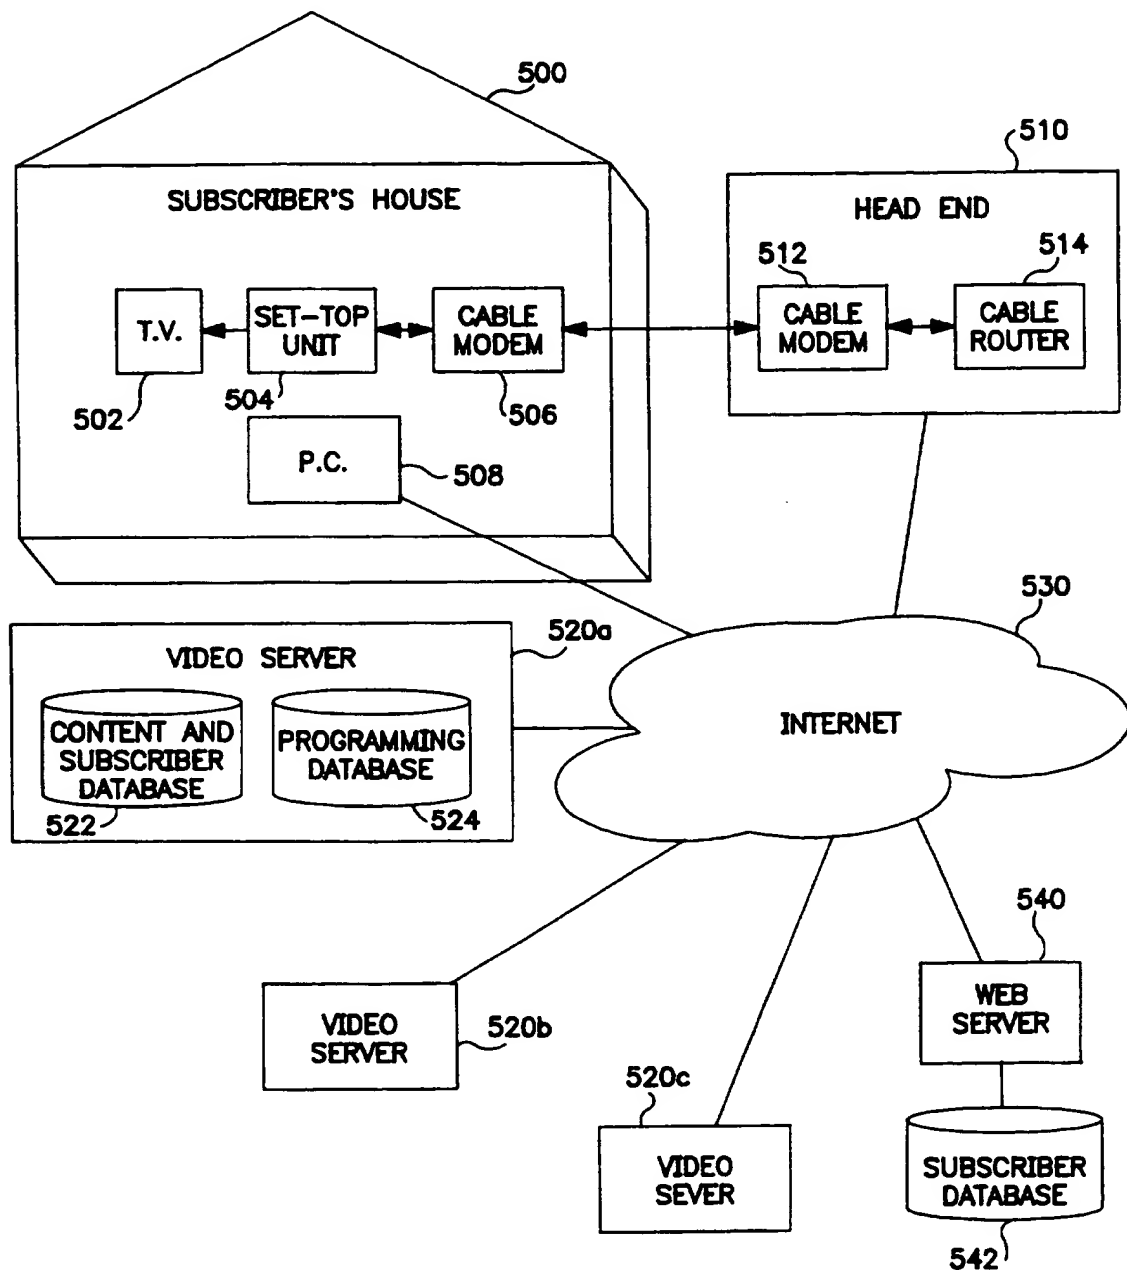 500
SUBSCRIBER'S HOUSE
T.V.
SET-TOP
UNIT
CABLE
MODEM
502
504
506
P.C.
508
510
HEAD END
512
514
CABLE
MODEM
CABLE
ROUTER
530
INTERNET
520a
VIDEO SERVER
CONTENT AND
SUBSCRIBER
DATABASE
PROGRAMMING
DATABASE
522
524
VIDEO
SERVER
520b
520c
VIDEO
SEVER
540
WEB
SERVER
SUBSCRIBER
DATABASE
542